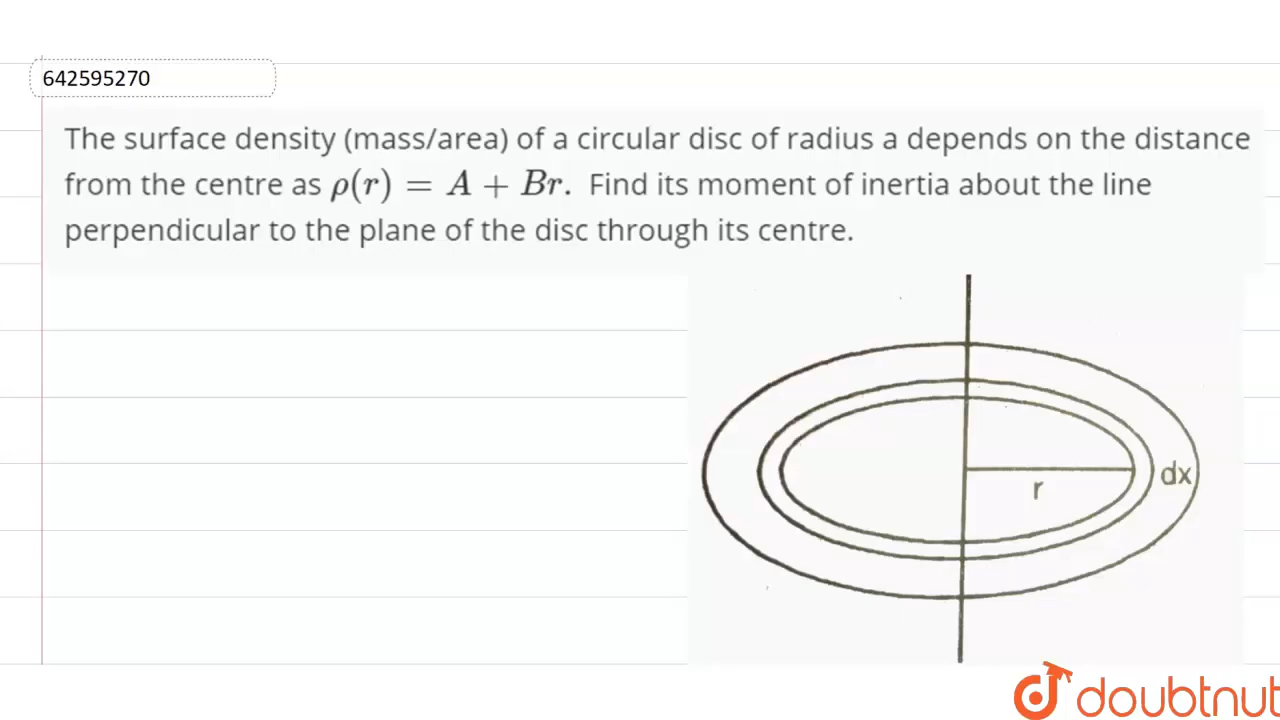 642595270
The surface density (mass/area) of a circular disc of radius a depends on the distance
from the centre as ρ(r) = A + Br. Find its moment of inertia about the line
perpendicular to the plane of the disc through its centre.
r
dx
doubtnut